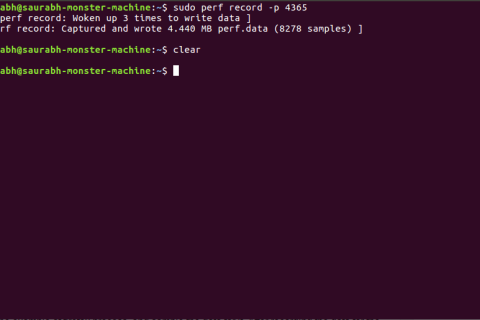 abh@saurabh-monster-machine:~$ sudo perf record -p 4365
perf record: Woken up 3 times to write data ]
rf record: Captured and wrote 4.440 MB perf.data (8278 samples) ]
abh@saurabh-monster-machine:~$ clear
abh@saurabh-monster-machine:~$